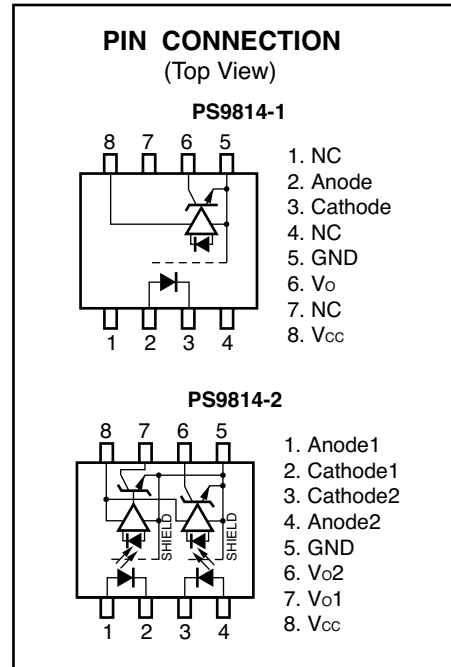 PIN CONNECTION
(Top View)
PS9814-1
8 7 6 5
1. NC
2. Anode
3. Cathode
4. NC
5. GND
6. VO
7. NC
8. VCC
1 2 3 4
PS9814-2
8 7 6 5
SHIELD
SHIELD
1. Anode1
2. Cathode1
3. Cathode2
4. Anode2
5. GND
6. VO2
7. VO1
8. VCC
1 2 3 4